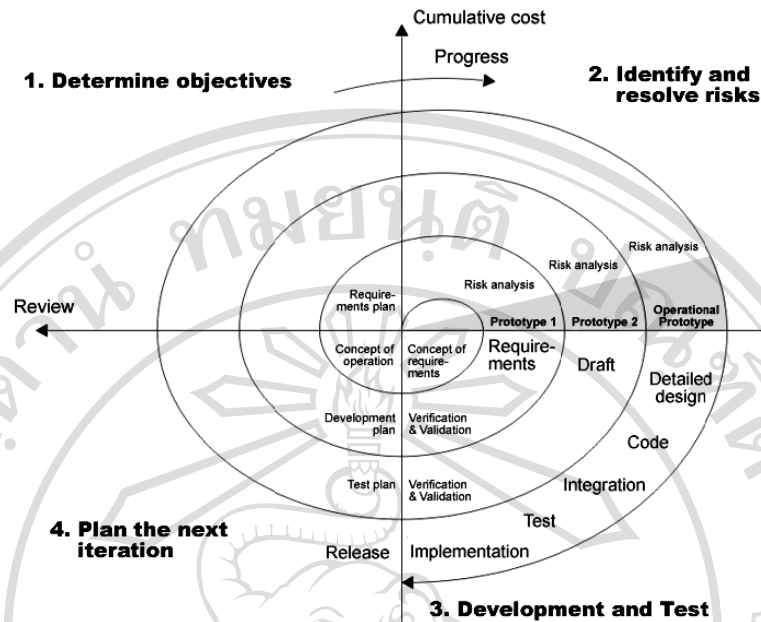 Cumulative cost
Progress
1. Determine objectives
2. Identify and
resolve risks
Risk analysis
Risk analysis
Risk analysis
Require-
ments plan
Review
Prototype 1
Prototype 2
Operational
Prototype
Concept of
operation
Concept of
require-
ments
Require-
ments
Draft
Detailed
design
Development
plan
Verification
& Validation
Code
Test plan
Verification
& Validation
Integration
Test
4. Plan the next
iteration
Release
Implementation
3. Development and Test